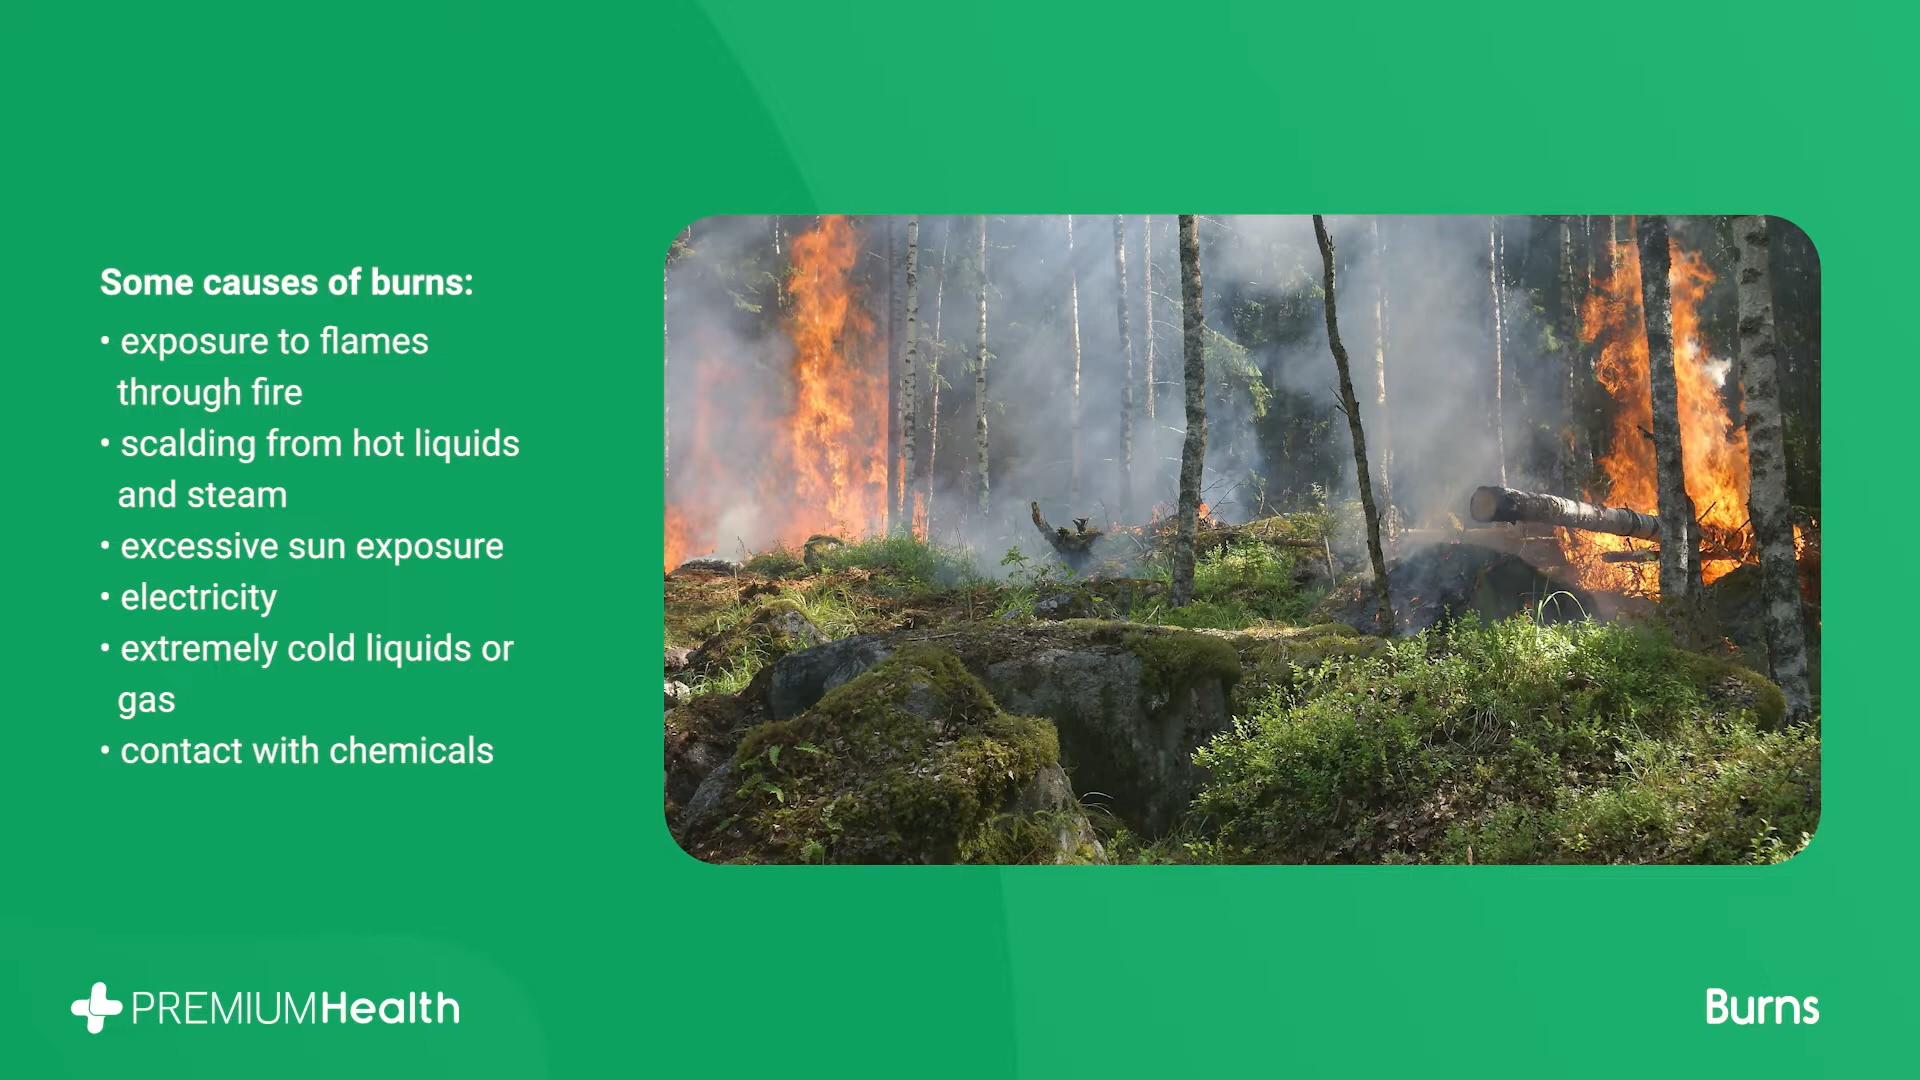 Some causes of burns:
• exposure to flames
through fire
• scalding from hot liquids
and steam
• excessive sun exposure
• electricity
• extremely cold liquids or
gas
• contact with chemicals
PREMIUMHealth
Burns